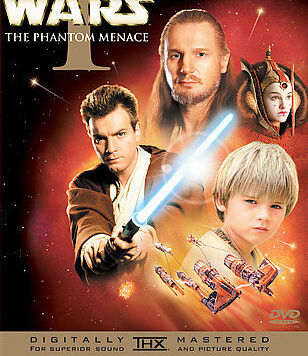 WARS
THE PHANTOM MENACE
I
DVD
DIGITALLY THX MASTERED
FOR SUPERIOR SOUND AND PICTURE QUALITY